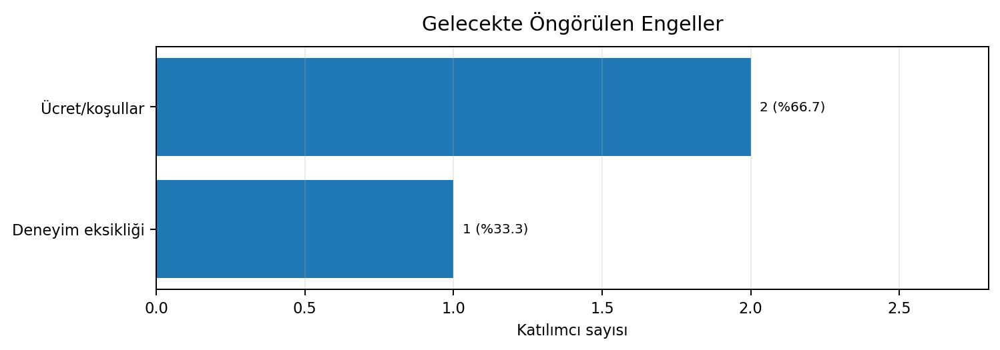 Gelecekte Öngörülen Engeller
Ücret/koşullar
2 (%66.7)
Deneyim eksikliği
1 (%33.3)
0.0 0.5 1.0 1.5 2.0 2.5
Katılımcı sayısı